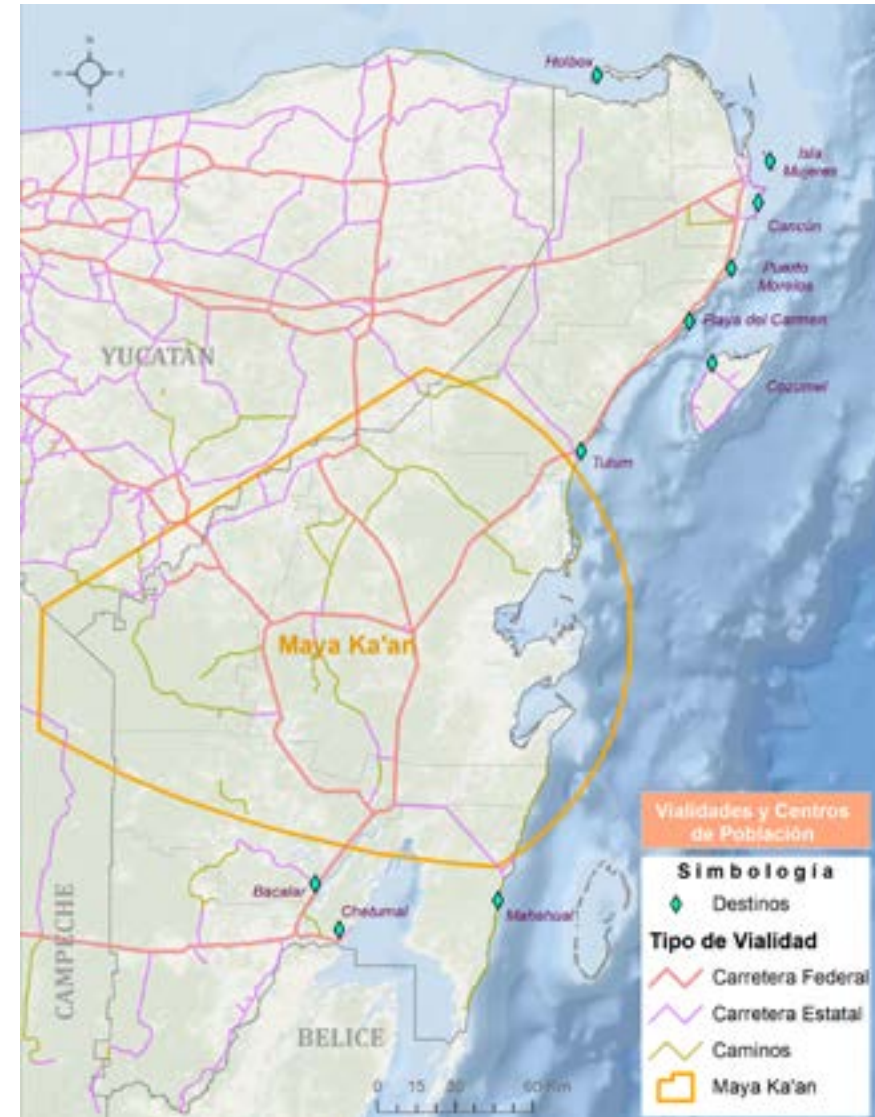 N
W
E
S
Holbox
Isla
Mujeres
Cancún
Puerto
Morelos
Playa del Carmen
YUCATÁN
Cozumel
Tulum
Maya Ka'an
Vialidades y Centros
de Población
Simbología
Destinos
Bacalar
Chetumal
Mahahual
Tipo de Vialidad
Carretera Federal
CAMPECHE
Carretera Estatal
BELICE
Caminos
0 15 30 60 Km
Maya Ka'an